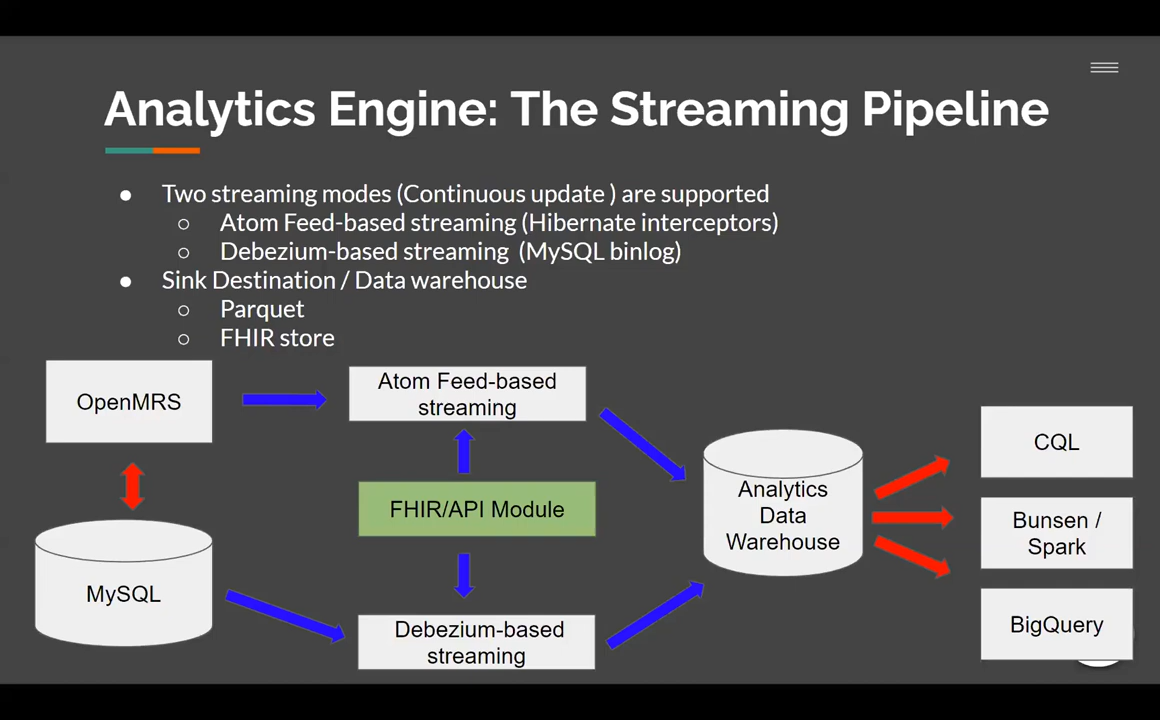 Analytics Engine: The Streaming Pipeline
● Two streaming modes (Continuous update ) are supported
○ Atom Feed-based streaming (Hibernate interceptors)
○ Debezium-based streaming (MySQL binlog)
● Sink Destination / Data warehouse
○ Parquet
○ FHIR store
OpenMRS
Atom Feed-based
streaming
FHIR/API Module
MySQL
Debezium-based
streaming
Analytics
Data
Warehouse
CQL
Bunsen /
Spark
BigQuery